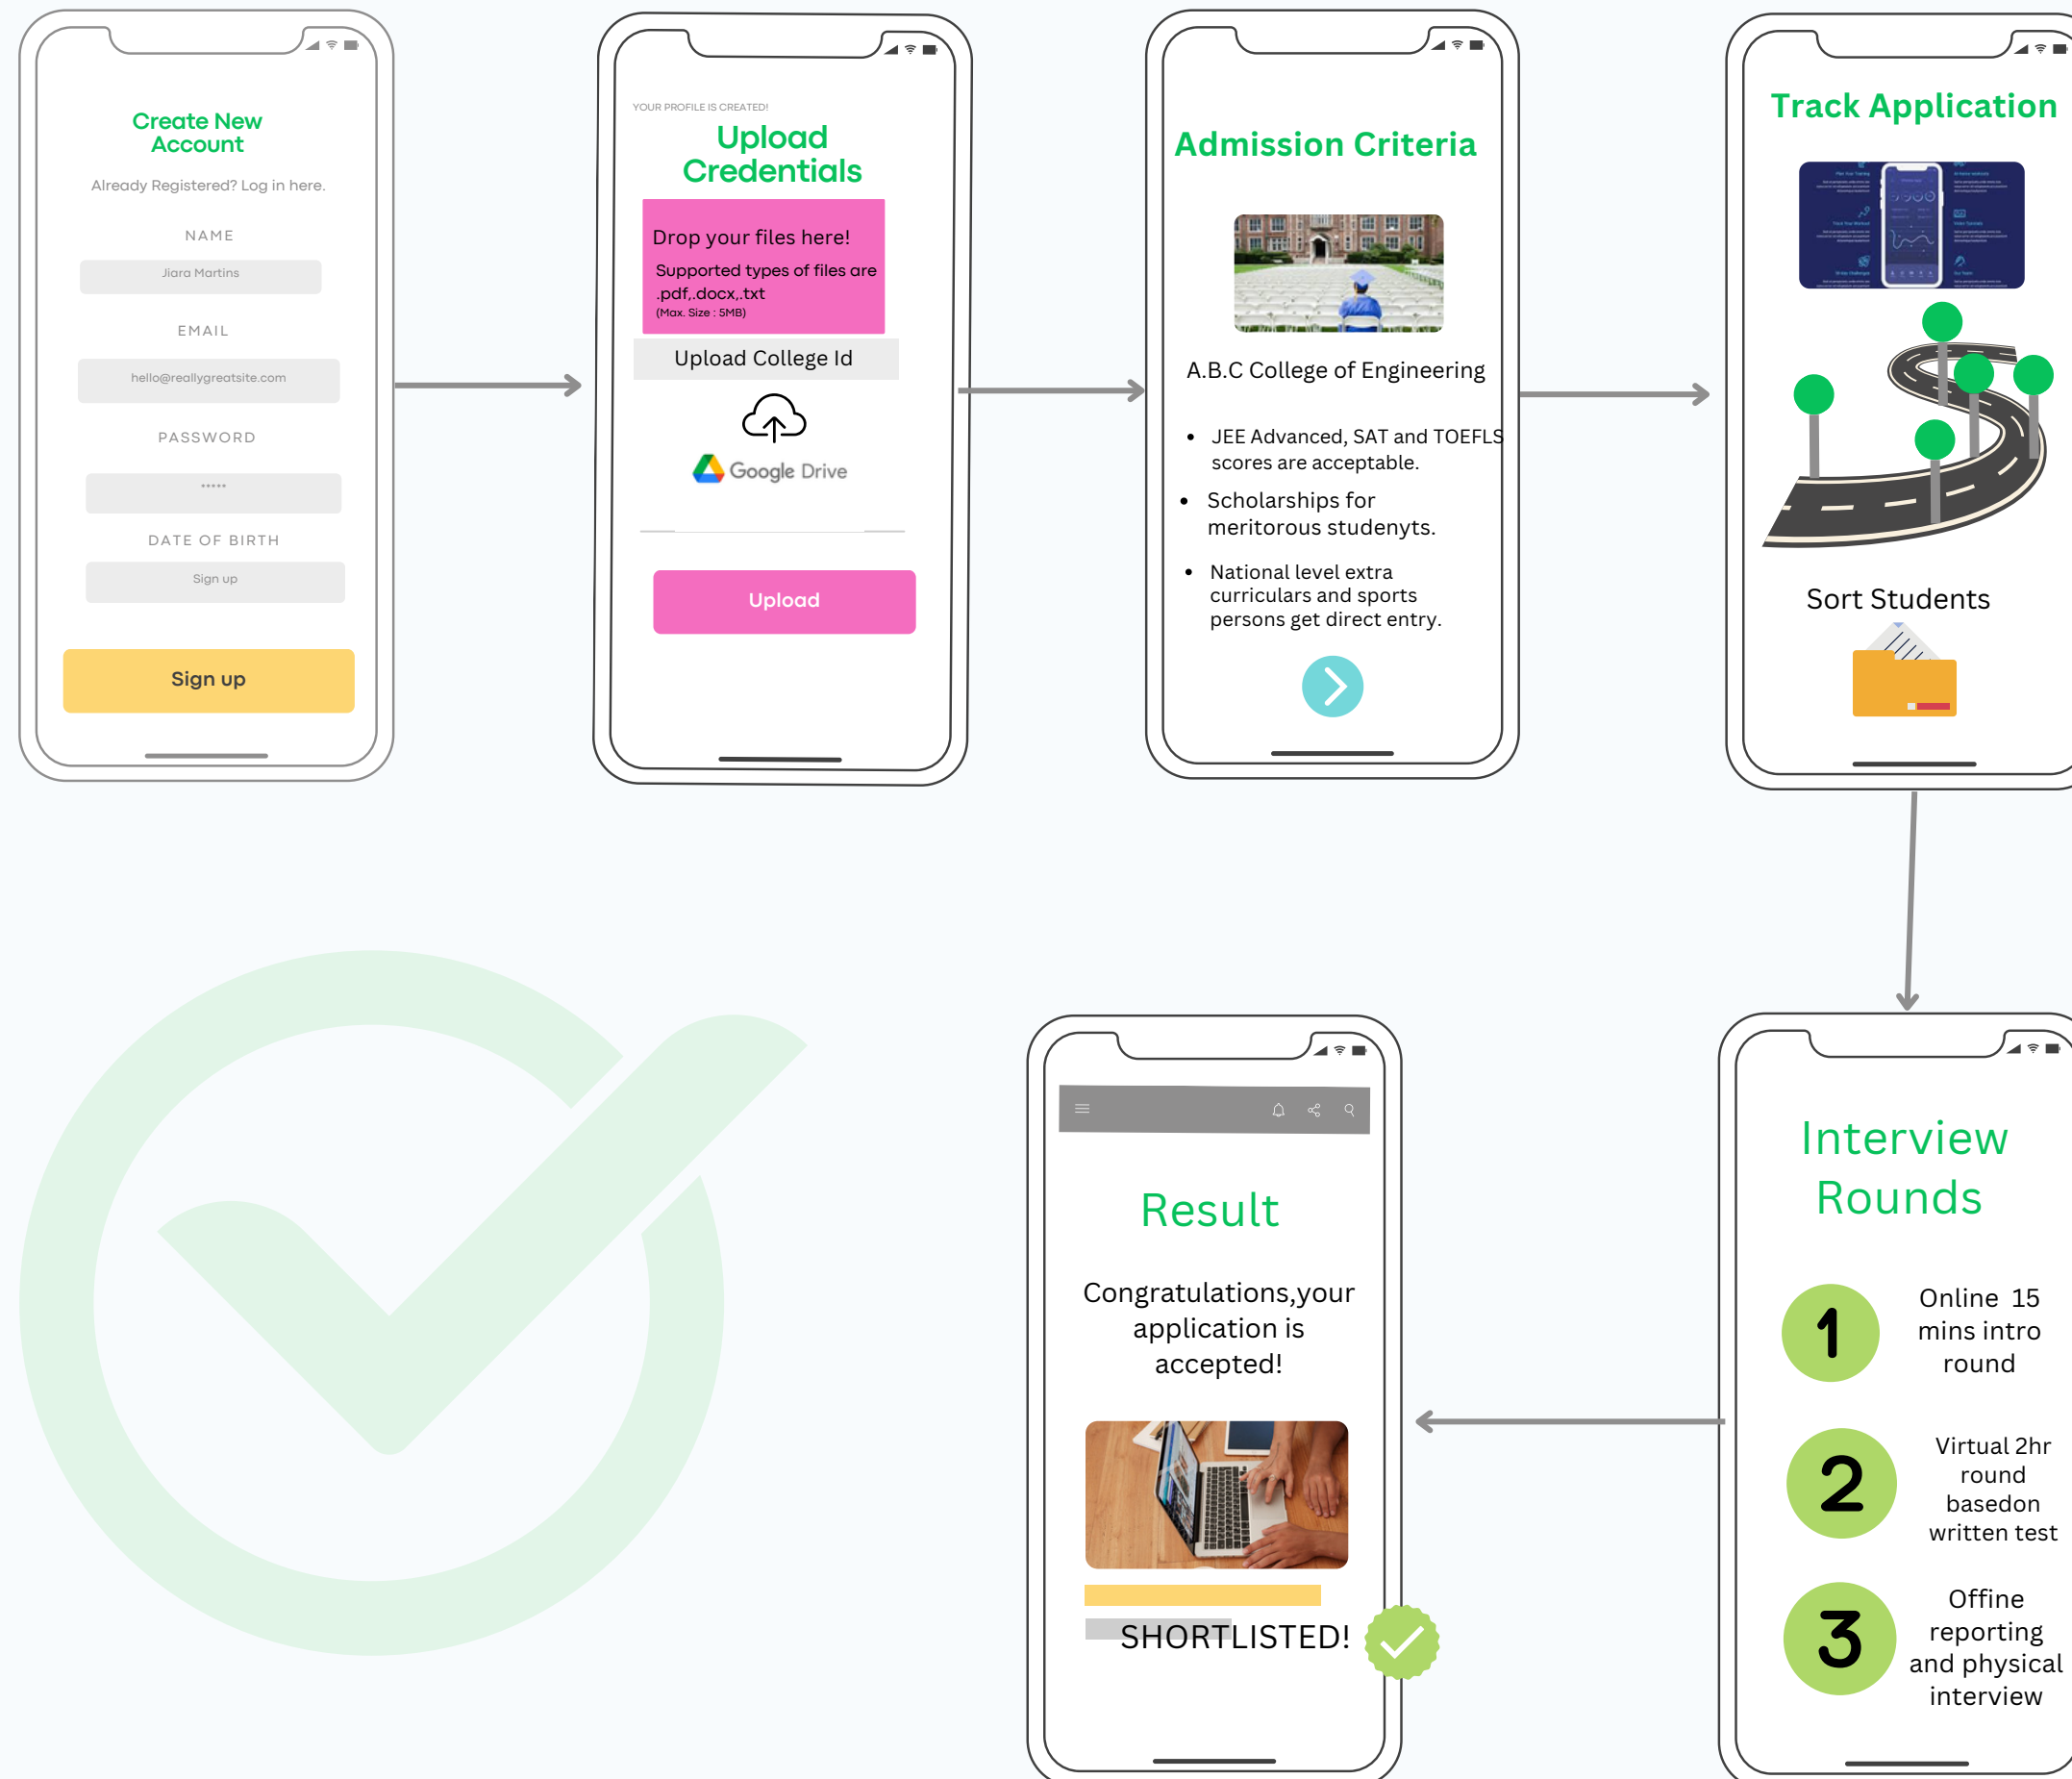 Create New
Account
Already Registered? Log in here.
NAME
Jiara Martins
EMAIL
hello@reallygreatsite.com
PASSWORD
*****
DATE OF BIRTH
Sign up
Sign up
YOUR PROFILE IS CREATED!
Upload
Credentials
Drop your files here!
Supported types of files are
.pdf,.docx,.txt
(Max. Size : 5MB)
Upload College Id
Google Drive
Upload
Admission Criteria
A.B.C College of Engineering
• JEE Advanced, SAT and TOEFLS
scores are acceptable.
• Scholarships for
meritorous studenyts.
• National level extra
curriculars and sports
persons get direct entry.
Track Application
Sort Students
Interview
Rounds
1
Online 15
mins intro
round
2
Virtual 2hr
round
basedon
written test
3
Offine
reporting
and physical
interview
Result
Congratulations,your
application is
accepted!
SHORTLISTED!